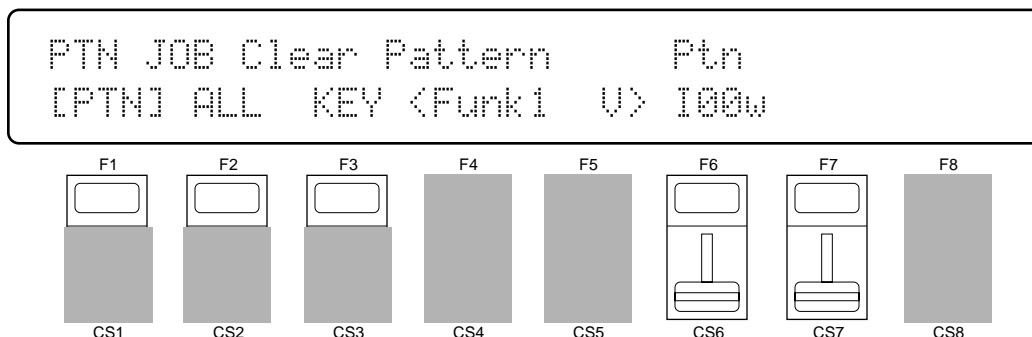 PTN JOB Clear Pattern Ptn
[PTN] ALL KEY <Funk1 V> I00w
F1 F2 F3 F4 F5 F6 F7 F8
CS1 CS2 CS3 CS4 CS5 CS6 CS7 CS8